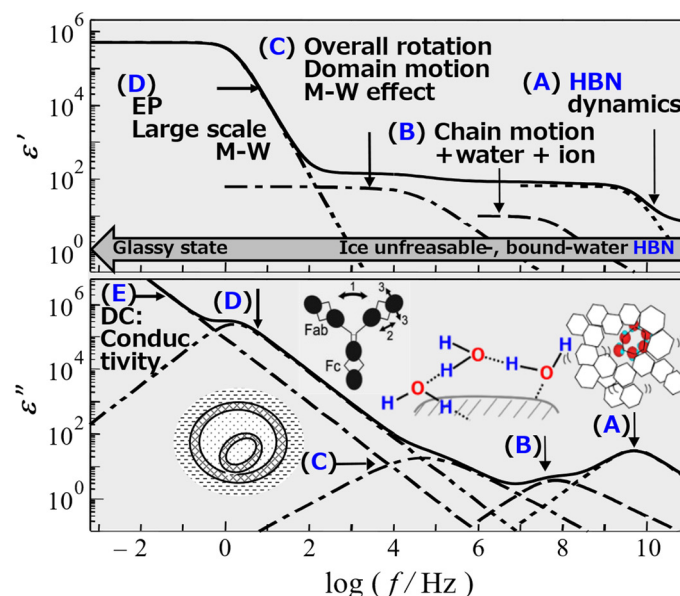 10^6
10^4
10^2
10^0
ε'
(D)
EP
Large scale
M-W
(C) Overall rotation
Domain motion
M-W effect
(B) Chain motion
+water + ion
(A) HBN
dynamics
Glassy state
Ice unfreasable-, bound-water HBN
10^6
10^4
10^2
10^0
ε''
(E)
DC:
Conduc
tivity
(D)
1
3
3
2
Fab
Fc
H
H
O
H
O
H
H
O
H
(C)
(B)
(A)
− 2
0
2
4
6
8
10
log ( f / Hz )